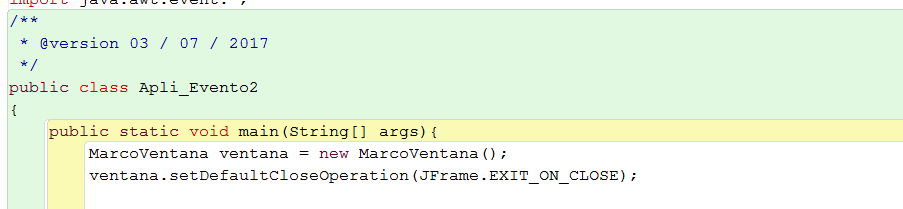 import java.awt.event.*;
/**
* @version 03 / 07 / 2017
*/
public class Apli_Evento2
{
public static void main(String[] args){
MarcoVentana ventana = new MarcoVentana();
ventana.setDefaultCloseOperation(JFrame.EXIT_ON_CLOSE);